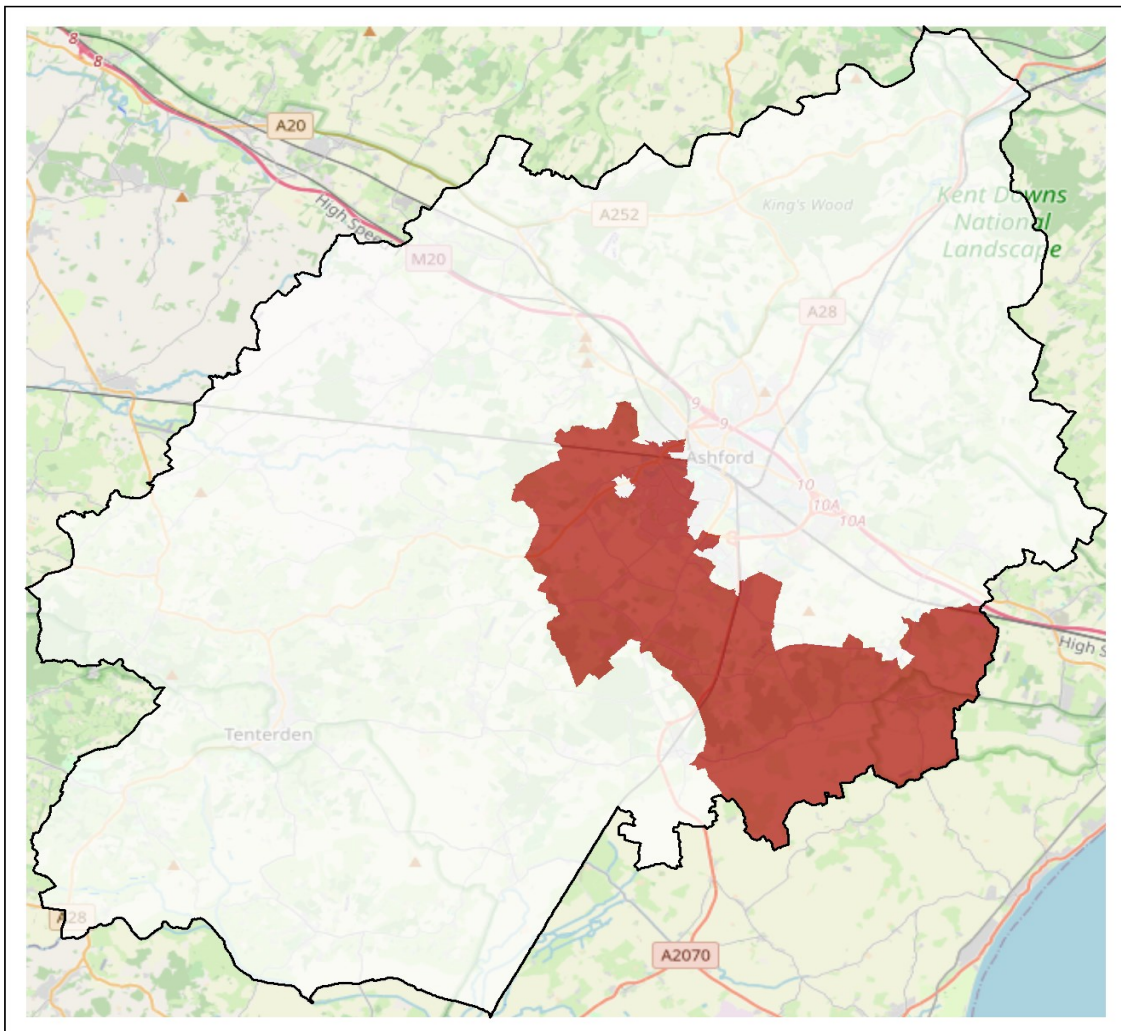 8
8
A20
High Speed
M20
A252
King's Wood
Kent Downs
National
Landscape
A28
9
9
Ashford
10
10A
10A
High S
Tenterden
A28
A2070